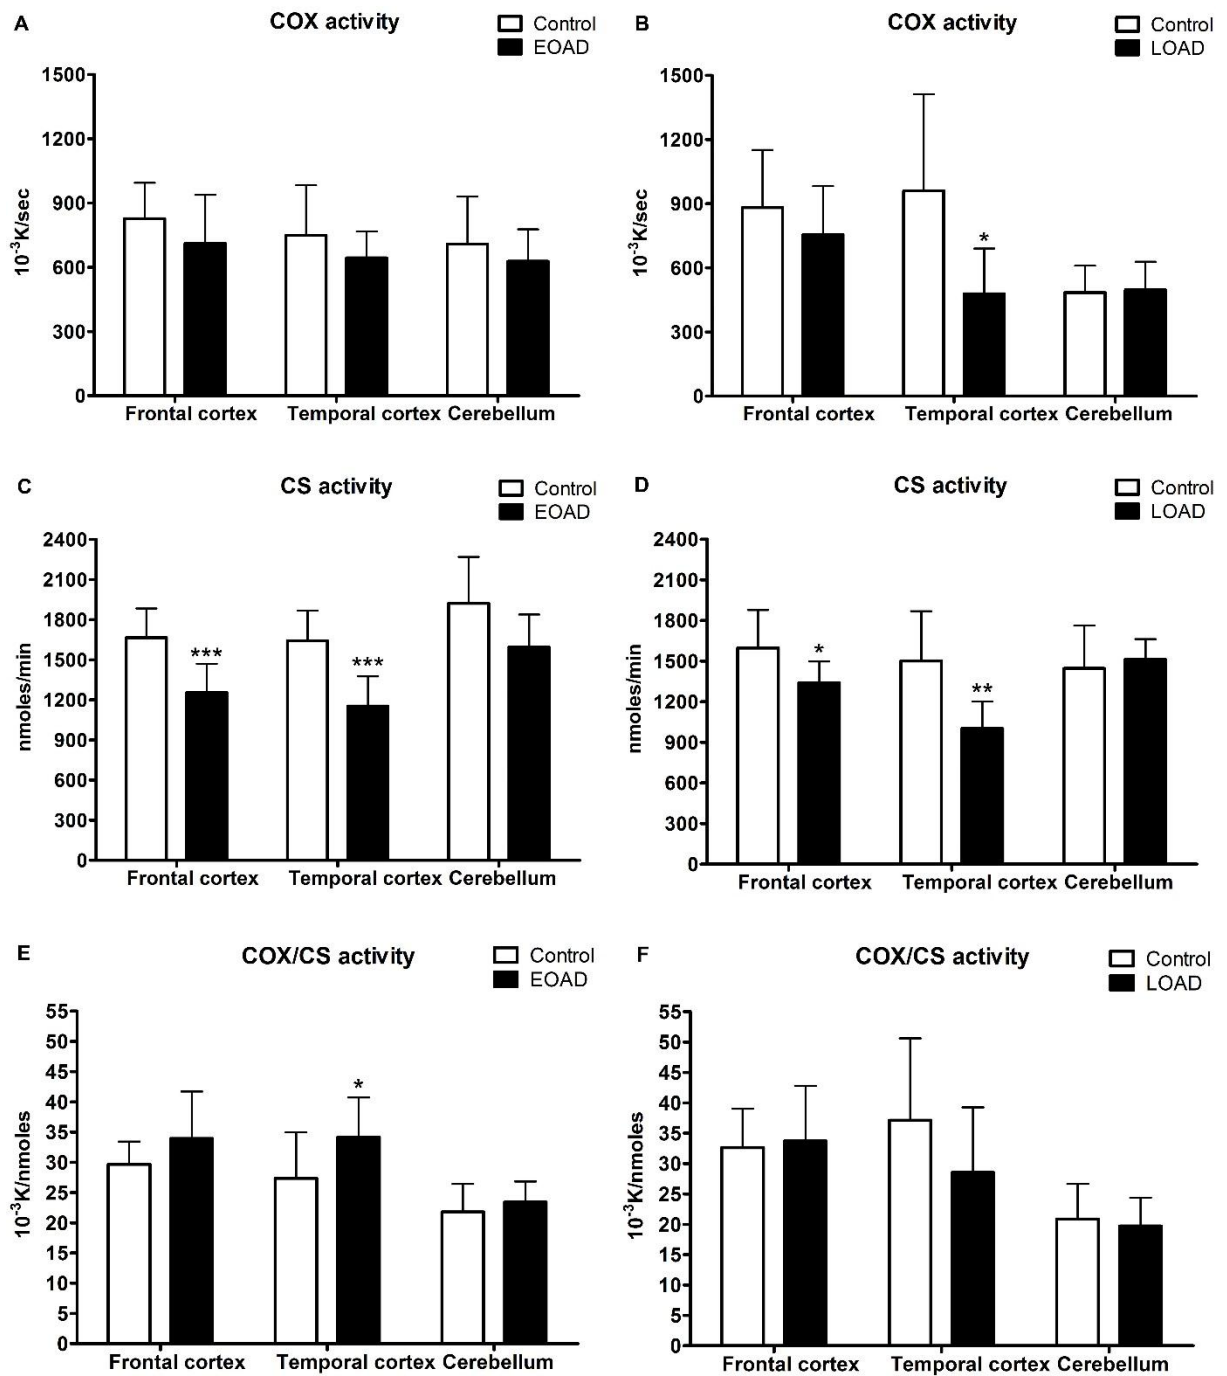 A
COX activity
Control
EOAD
1500
1200
900
600
300
0
10⁻³K/sec
Frontal cortex Temporal cortex Cerebellum
B
COX activity
Control
LOAD
1500
1200
900
600
300
0
10⁻³K/sec
*
Frontal cortex Temporal cortex Cerebellum
C
CS activity
Control
EOAD
2400
2100
1800
1500
1200
900
600
300
0
nmoles/min
*** ***
Frontal cortex Temporal cortex Cerebellum
D
CS activity
Control
LOAD
2400
2100
1800
1500
1200
900
600
300
0
nmoles/min
* **
Frontal cortex Temporal cortex Cerebellum
E
COX/CS activity
Control
EOAD
55
50
45
40
35
30
25
20
15
10
5
0
10⁻³K/nmoles
*
Frontal cortex Temporal cortex Cerebellum
F
COX/CS activity
Control
LOAD
55
50
45
40
35
30
25
20
15
10
5
0
10⁻³K/nmoles
Frontal cortex Temporal cortex Cerebellum